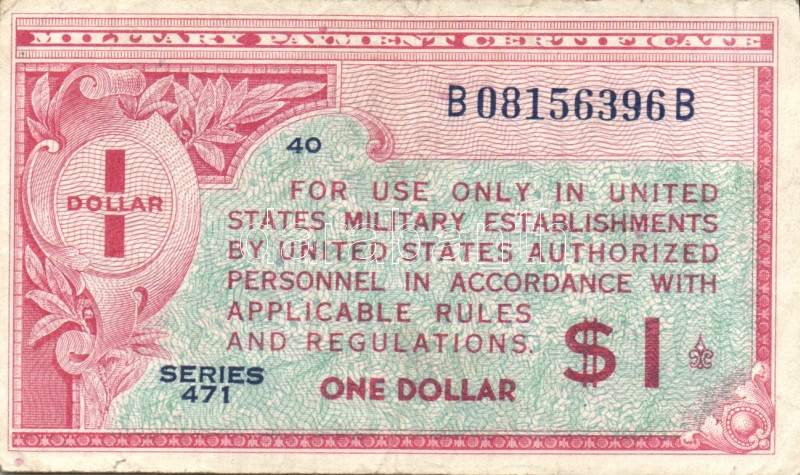 MILITARY PAYMENT CERTIFICATE
B08156396B
40
DOLLAR
1
FOR USE ONLY IN UNITED
STATES MILITARY ESTABLISHMENTS
BY UNITED STATES AUTHORIZED
PERSONNEL IN ACCORDANCE WITH
APPLICABLE RULES
AND REGULATIONS.
$1
SERIES
471
ONE DOLLAR